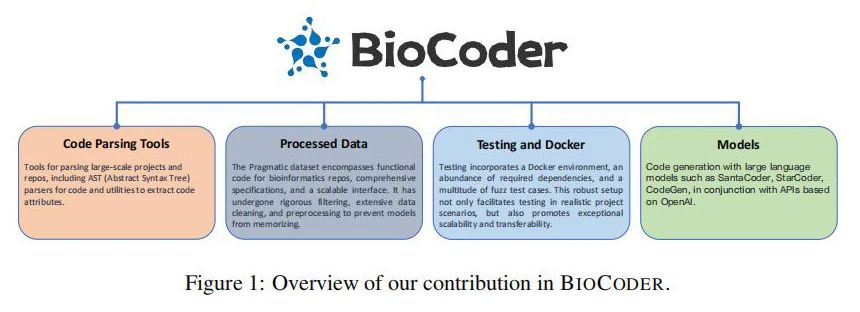 BioCoder
Code Parsing Tools
Tools for parsing large-scale projects and
repos, including AST (Abstract Syntax Tree)
parsers for code and utilities to extract code
attributes.
Processed Data
The Pragmatic dataset encompasses functional
code for bioinformatics repos, comprehensive
specifications, and a scalable interface. It has
undergone rigorous filtering, extensive data
cleaning, and preprocessing to prevent models
from memorizing.
Testing and Docker
Testing incorporates a Docker environment, an
abundance of required dependencies, and a
multitude of fuzz test cases. This robust setup
not only facilitates testing in realistic project
scenarios, but also promotes exceptional
scalability and transferability.
Models
Code generation with large language
models such as SantaCoder, StarCoder,
CodeGen, in conjunction with APIs based
on OpenAI.
Figure 1: Overview of our contribution in BIOCODER.